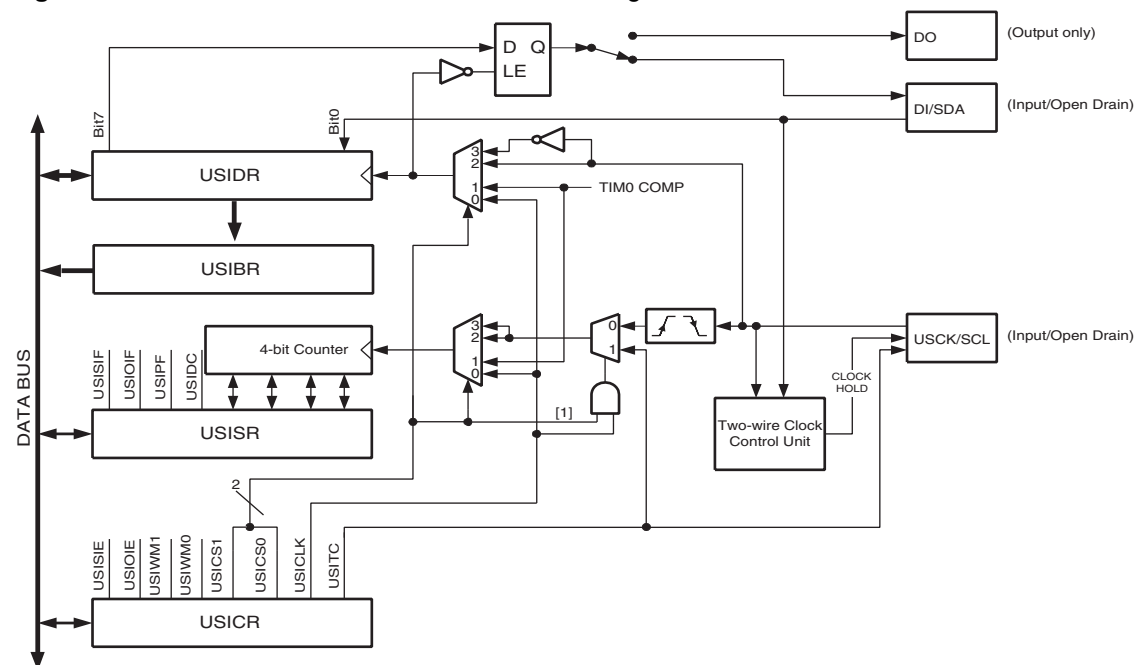 D Q
LE
DO
(Output only)
DI/SDA
(Input/Open Drain)
Bit7
Bit0
USIDR
3
2
1
0
TIM0 COMP
USIBR
DATA BUS
4-bit Counter
3
2
1
0
0
1
USCK/SCL
(Input/Open Drain)
CLOCK
HOLD
USISIF
USIOIF
USIPF
USIDC
[1]
USISR
Two-wire Clock
Control Unit
2
USISIE
USIOIE
USIWM1
USIWM0
USICS1
USICS0
USICLK
USITC
USICR